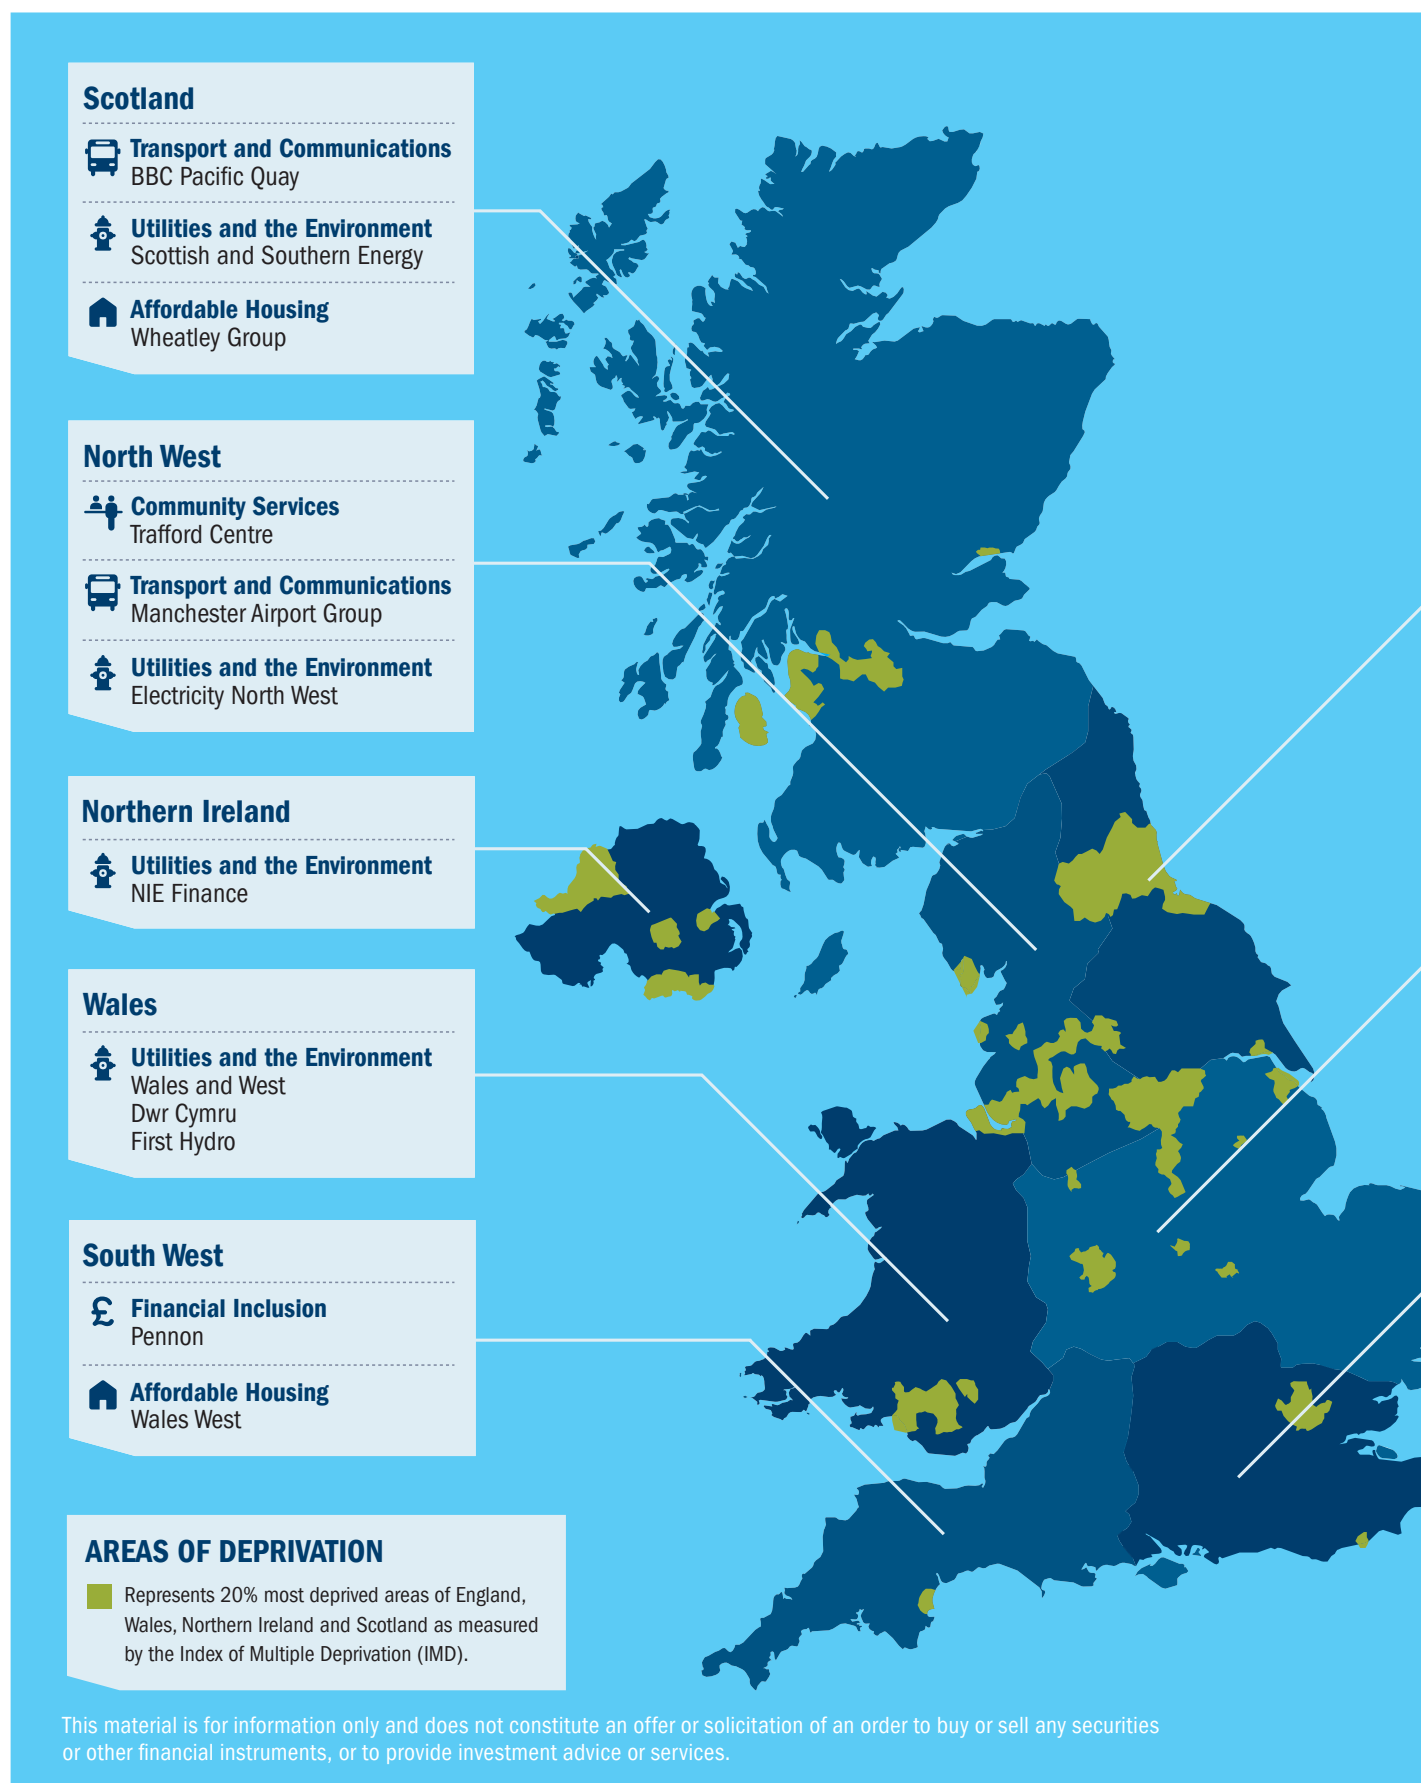 Scotland
Transport and Communications
BBC Pacific Quay
Utilities and the Environment
Scottish and Southern Energy
Affordable Housing
Wheatley Group
North West
Community Services
Trafford Centre
Transport and Communications
Manchester Airport Group
Utilities and the Environment
Electricity North West
Northern Ireland
Utilities and the Environment
NIE Finance
Wales
Utilities and the Environment
Wales and West
Dwr Cymru
First Hydro
South West
£ Financial Inclusion
Pennon
Affordable Housing
Wales West
AREAS OF DEPRIVATION
Represents 20% most deprived areas of England,
Wales, Northern Ireland and Scotland as measured
by the Index of Multiple Deprivation (IMD).
This material is for information only and does not constitute an offer or solicitation of an order to buy or sell any securities
or other financial instruments, or to provide investment advice or services.